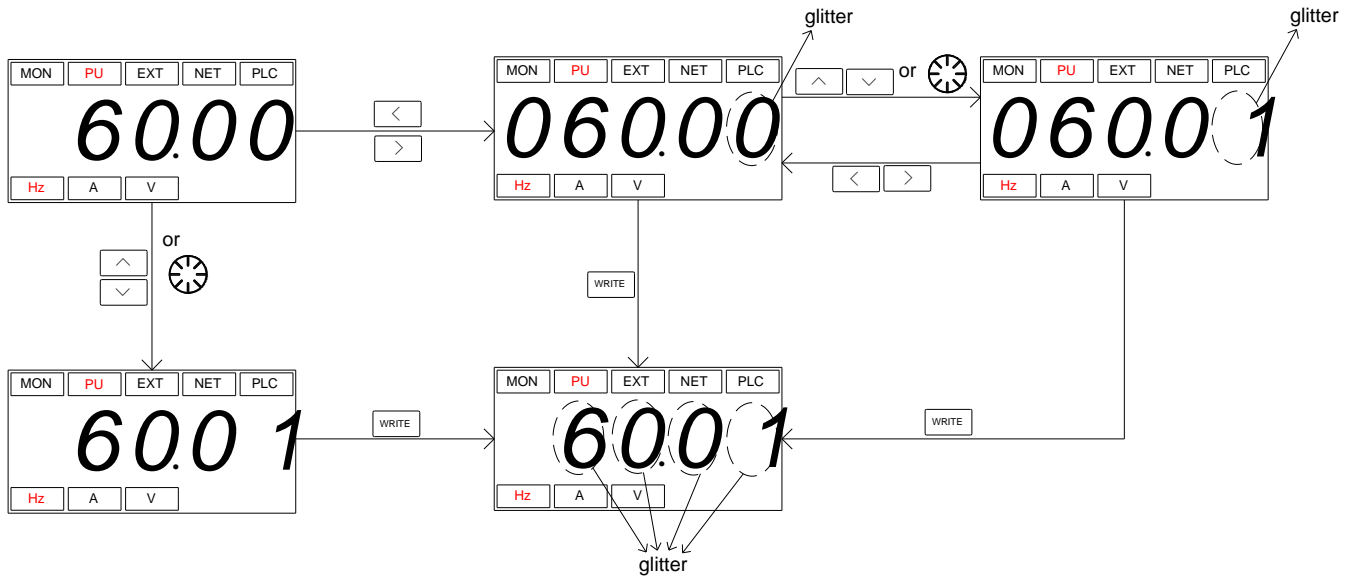 glitter
glitter
MON PU EXT NET PLC
60.00
Hz A V
<
>
MON PU EXT NET PLC
060.00
Hz A V
^ v or
< >
MON PU EXT NET PLC
060.01
Hz A V
or
^
v
WRITE
MON PU EXT NET PLC
60.01
Hz A V
WRITE
MON PU EXT NET PLC
60.01
Hz A V
WRITE
glitter